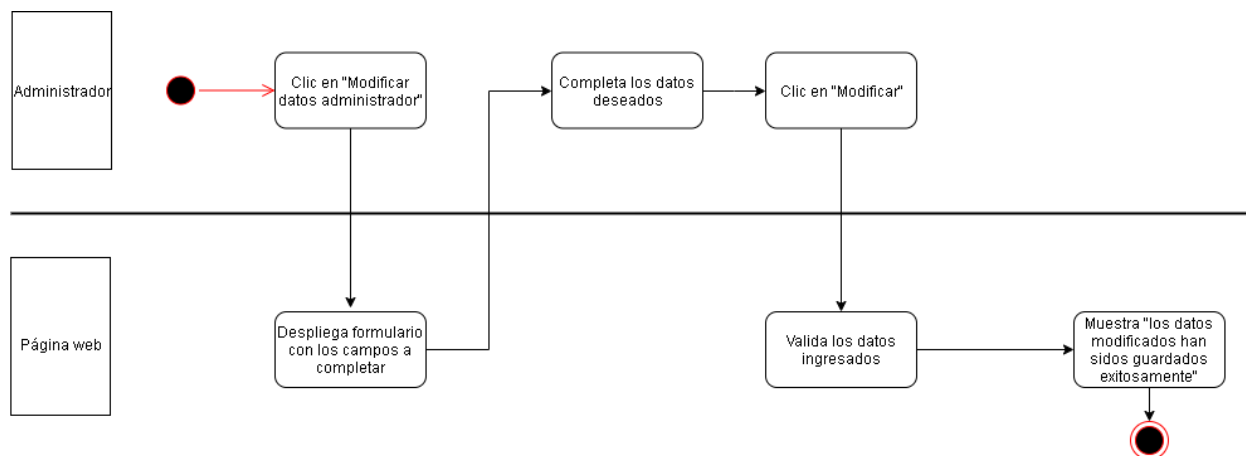 Administrador
Clic en "Modificar
datos administrador"
Completa los datos
deseados
Clic en "Modificar"
Página web
Despliega formulario
con los campos a
completar
Valida los datos
ingresados
Muestra "los datos
modificados han
sidos guardados
exitosamente"